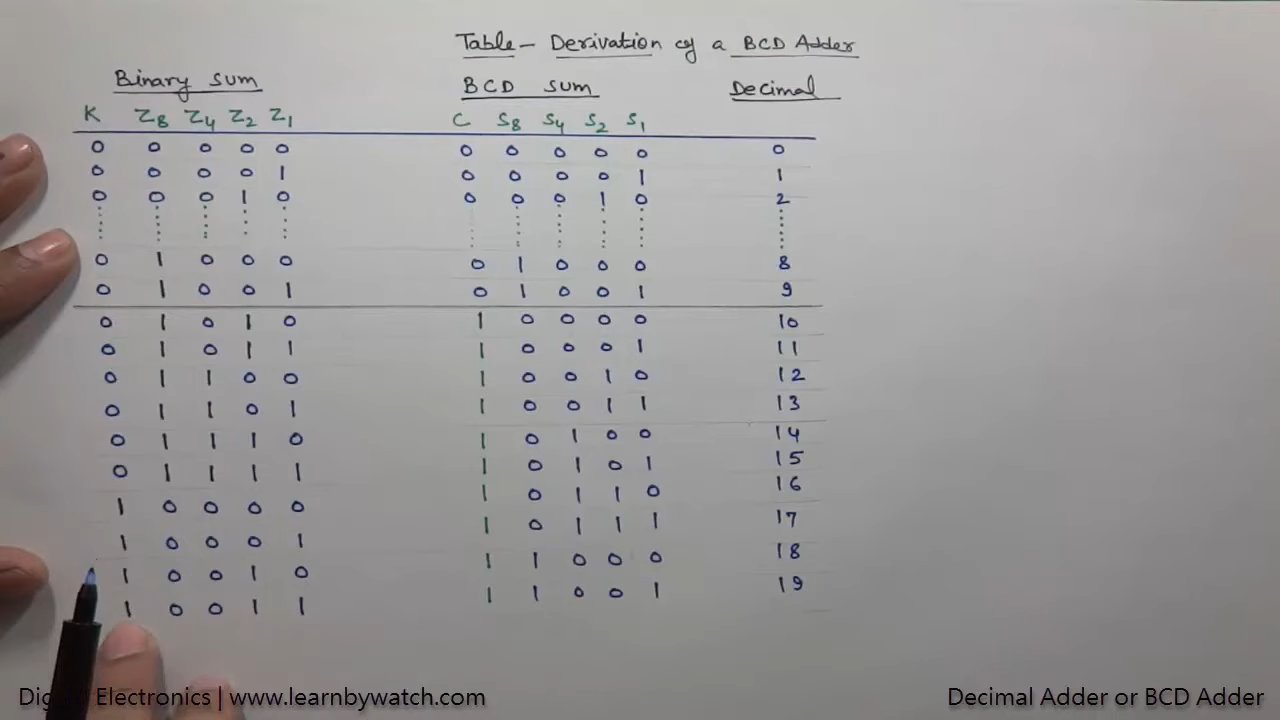 Table- Derivation of a BCD Adder
Binary Sum BCD Sum Decimal
K Z8 Z4 Z2 Z1 C S8 S4 S2 S1
0 0 0 0 0 0 0 0 0 0 0
0 0 0 0 1 0 0 0 0 1 1
0 0 0 1 0 0 0 0 1 0 2
0 1 0 0 0 0 1 0 0 0 8
0 1 0 0 1 0 1 0 0 1 9
0 1 0 1 0 1 0 0 0 0 10
0 1 0 1 1 1 0 0 0 1 11
0 1 1 0 0 1 0 0 1 0 12
0 1 1 0 1 1 0 0 1 1 13
0 1 1 1 0 1 0 1 0 0 14
0 1 1 1 1 1 0 1 0 1 15
1 0 0 0 0 1 0 1 1 0 16
1 0 0 0 1 1 0 1 1 1 17
1 0 0 1 0 1 1 0 0 0 18
1 0 0 1 1 1 1 0 0 1 19
Dig Electronics | www.learnbywatch.com
Decimal Adder or BCD Adder